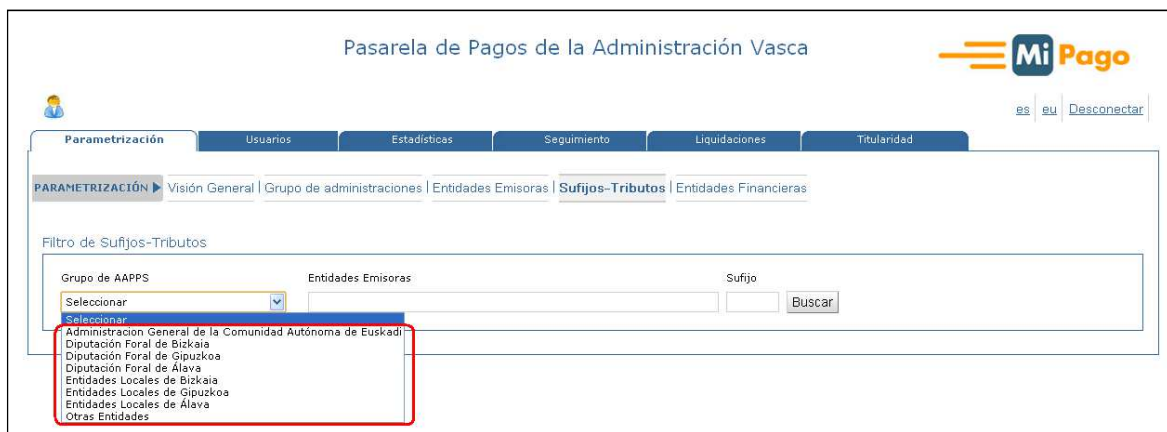 Pasarela de Pagos de la Administración Vasca
Mi Pago
es eu Desconectar
Parametrización Usuarios Estadísticas Seguimiento Liquidaciones Titularidad
PARAMETRIZACIÓN Visión General | Grupo de administraciones | Entidades Emisoras | Sufijos-Tributos | Entidades Financieras
Filtro de Sufijos-Tributos
Grupo de AAPPS Entidades Emisoras Sufijo
Seleccionar Buscar
Seleccionar
Administracion General de la Comunidad Autónoma de Euskadi
Diputación Foral de Bizkaia
Diputación Foral de Gipuzkoa
Diputación Foral de Álava
Entidades Locales de Bizkaia
Entidades Locales de Gipuzkoa
Entidades Locales de Álava
Otras Entidades